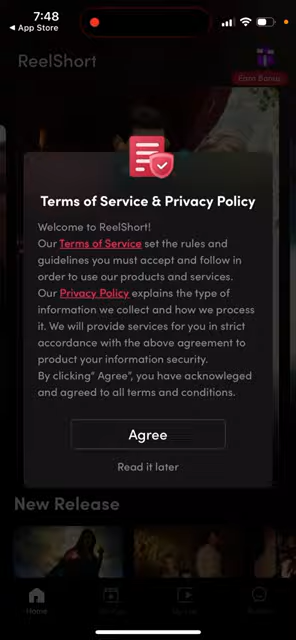 7:48
◀ App Store
ReelShort
Earn Bonus
Terms of Service & Privacy Policy
Welcome to ReelShort!
Our Terms of Service set the rules and
guidelines you must accept and follow in
order to use our products and services.
Our Privacy Policy explains the type of
information we collect and how we process
it. We will provide services for you in strict
accordance with the above agreement to
product your information security.
By clicking" Agree", you have acknowleged
and agreed to all terms and conditions.
Agree
Read it later
New Release
Home